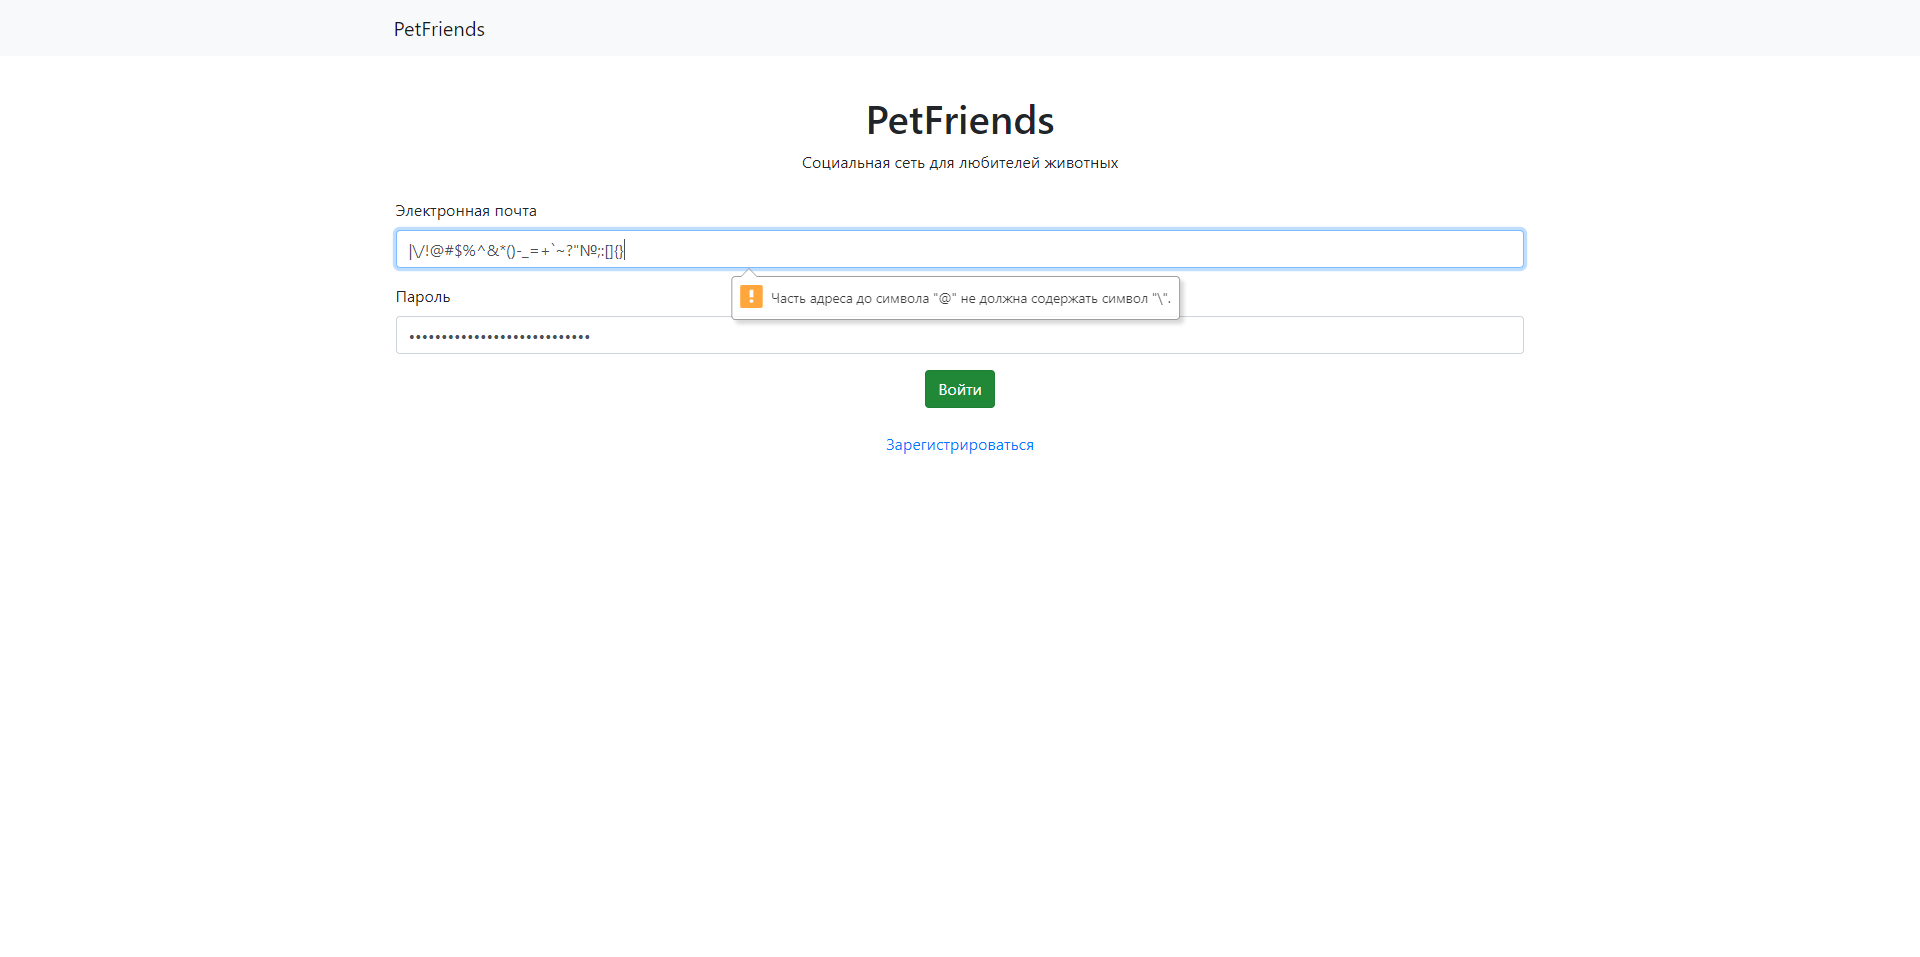 PetFriends
PetFriends
Социальная сеть для любителей животных
Электронная почта
|\/!@#$%^&*()-_=+`~?"№;:[]{}
Часть адреса до символа "@" не должна содержать символ "\".
Пароль
••••••••••••••••••••••••••••
Войти
Зарегистрироваться